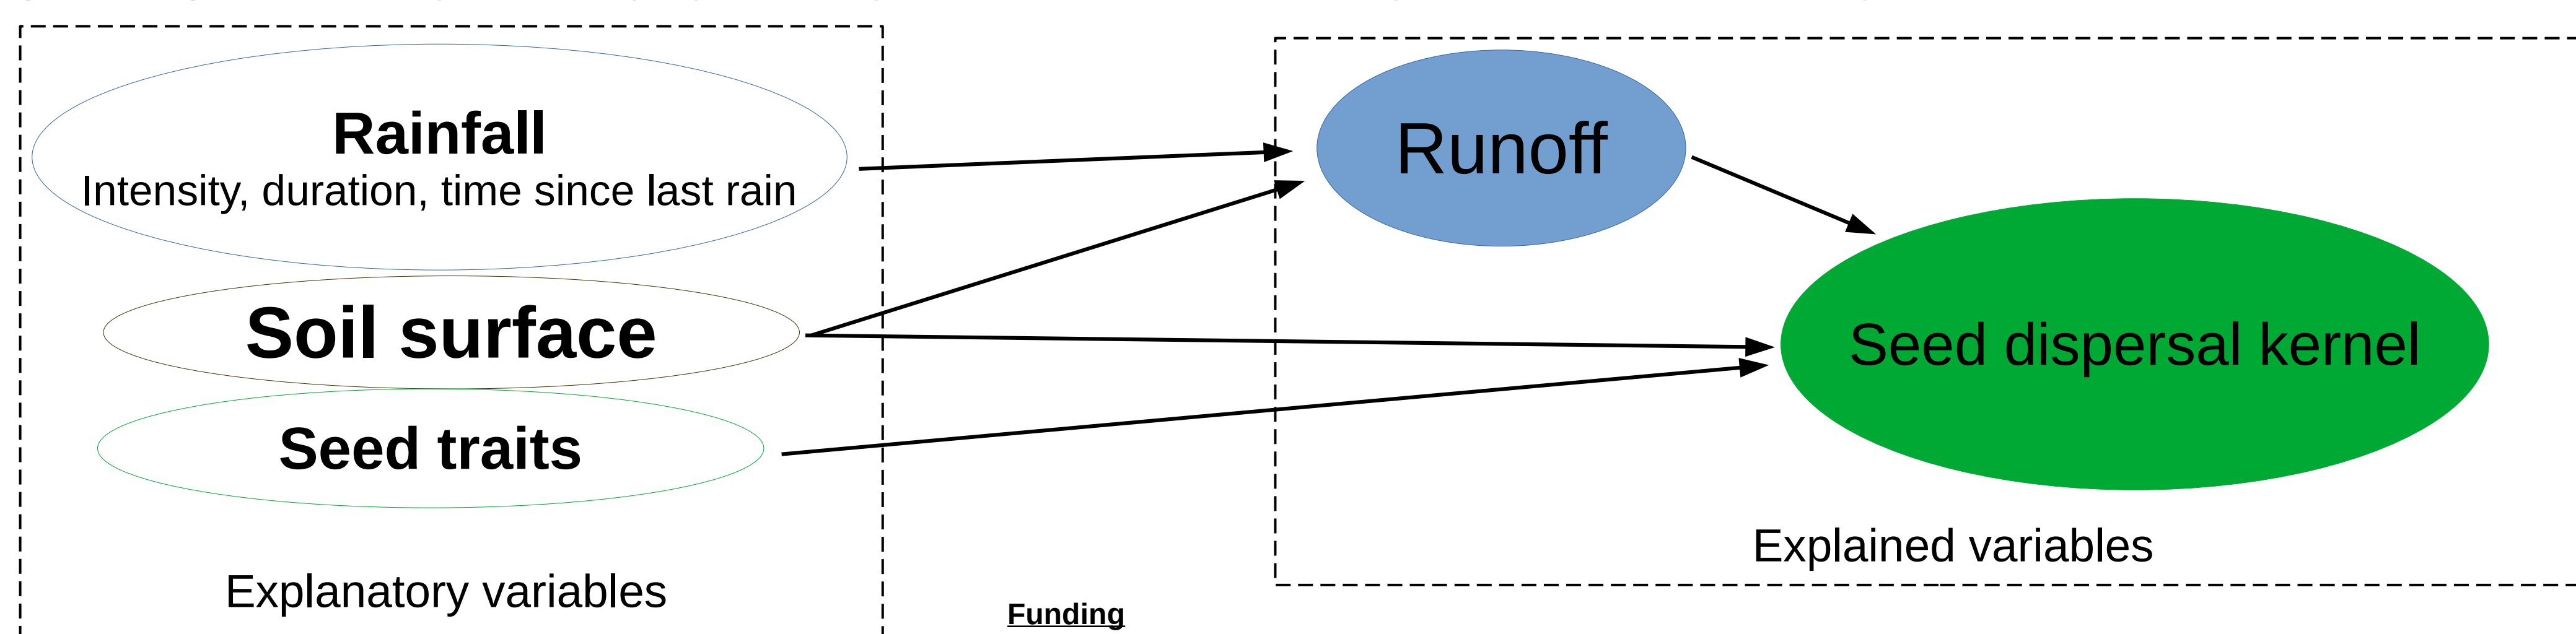 Rainfall
Intensity, duration, time since last rain
Soil surface
Seed traits
Explanatory variables
Runoff
Seed dispersal kernel
Explained variables
Funding